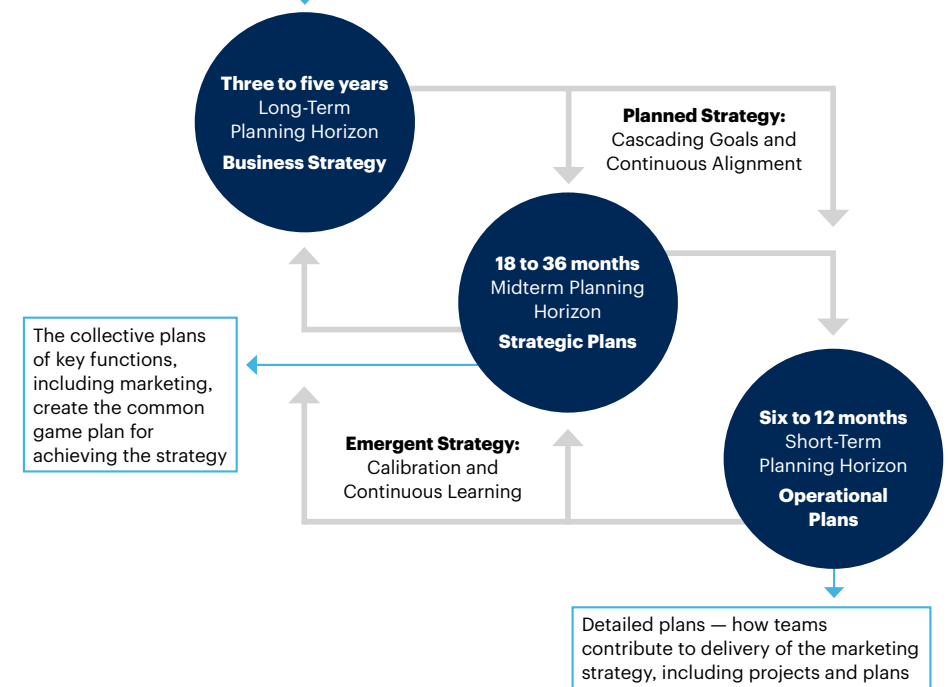 Three to five years
Long-Term
Planning Horizon
Business Strategy
Planned Strategy:
Cascading Goals and
Continuous Alignment
18 to 36 months
Midterm Planning
Horizon
Strategic Plans
The collective plans
of key functions,
including marketing,
create the common
game plan for
achieving the strategy
Emergent Strategy:
Calibration and
Continuous Learning
Six to 12 months
Short-Term
Planning Horizon
Operational
Plans
Detailed plans — how teams
contribute to delivery of the marketing
strategy, including projects and plans